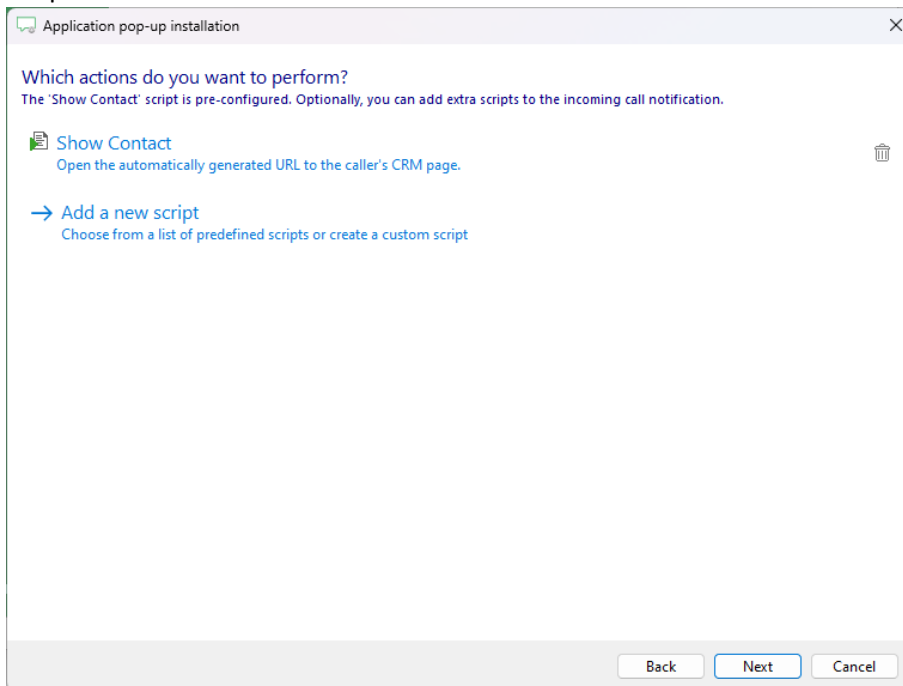 Application pop-up installation
Which actions do you want to perform?
The 'Show Contact' script is pre-configured. Optionally, you can add extra scripts to the incoming call notification.
Show Contact
Open the automatically generated URL to the caller's CRM page.
Add a new script
Choose from a list of predefined scripts or create a custom script
Back Next Cancel